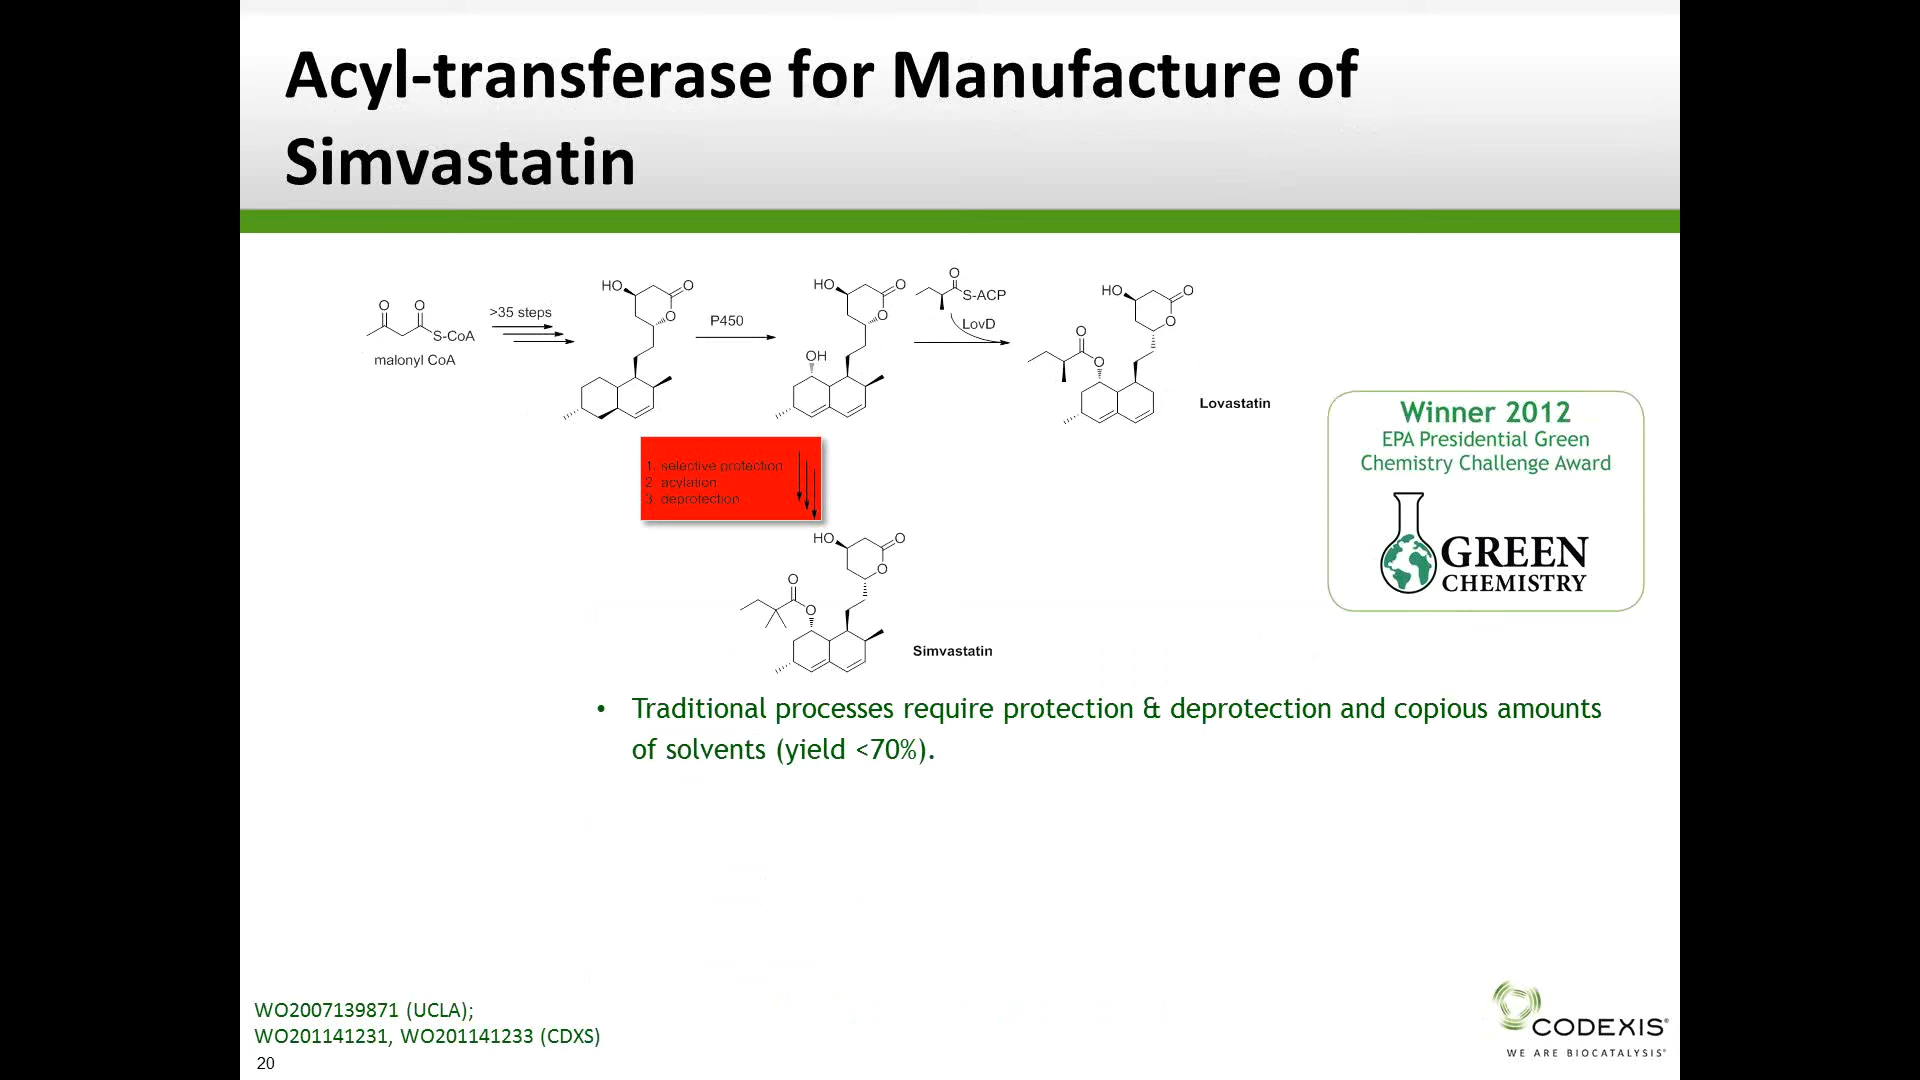 Acyl-transferase for Manufacture of
Simvastatin
O O
S-CoA
malonyl CoA
>35 steps
HO O
O
P450
HO O
O
OH
O
S-ACP
LovD
HO O
O
O
O
Lovastatin
1. selective protection
2. acylation
3. deprotection
HO O
O
O
O
Simvastatin
Winner 2012
EPA Presidential Green
Chemistry Challenge Award
GREEN
CHEMISTRY
• Traditional processes require protection & deprotection and copious amounts
of solvents (yield <70%).
WO2007139871 (UCLA);
WO201141231, WO201141233 (CDXS)
20
CODEXIS®
WE ARE BIOCATALYSIS®